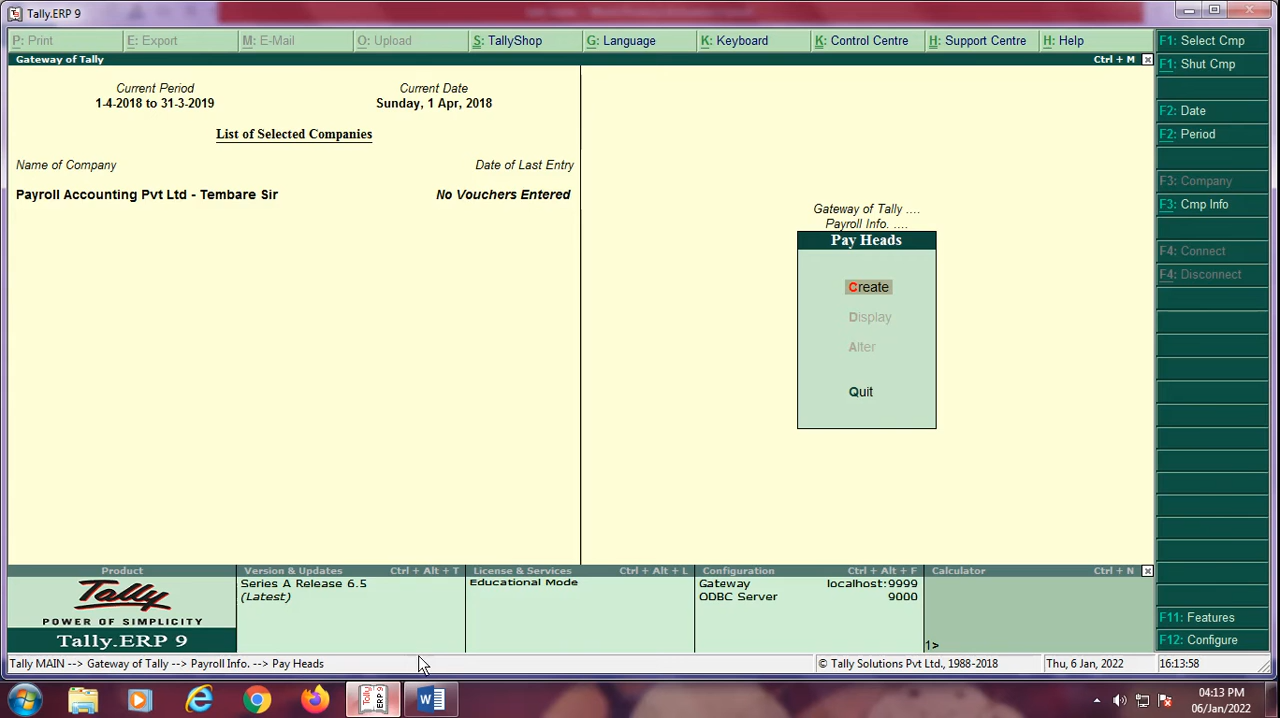 Tally.ERP 9
P: Print E: Export M: E-Mail O: Upload S: TallyShop G: Language K: Keyboard K: Control Centre H: Support Centre H: Help
Gateway of Tally Ctrl + M
Current Period Current Date
1-4-2018 to 31-3-2019 Sunday, 1 Apr, 2018
List of Selected Companies
Name of Company Date of Last Entry
Payroll Accounting Pvt Ltd - Tembare Sir No Vouchers Entered
Gateway of Tally ....
Payroll Info. ....
Pay Heads
Create
Display
Alter
Quit
F1: Select Cmp
F1: Shut Cmp
F2: Date
F2: Period
F3: Company
F3: Cmp Info
F4: Connect
F4: Disconnect
F11: Features
F12: Configure
Product
Tally
POWER OF SIMPLICITY
Tally.ERP 9
Version & Updates Ctrl + Alt + T
Series A Release 6.5
(Latest)
License & Services Ctrl + Alt + L
Educational Mode
Configuration Ctrl + Alt + F
Gateway localhost:9999
ODBC Server 9000
Calculator Ctrl + N
1>
Tally MAIN --> Gateway of Tally --> Payroll Info. --> Pay Heads © Tally Solutions Pvt Ltd., 1988-2018 Thu, 6 Jan, 2022 16:13:58
04:13 PM
06/Jan/2022